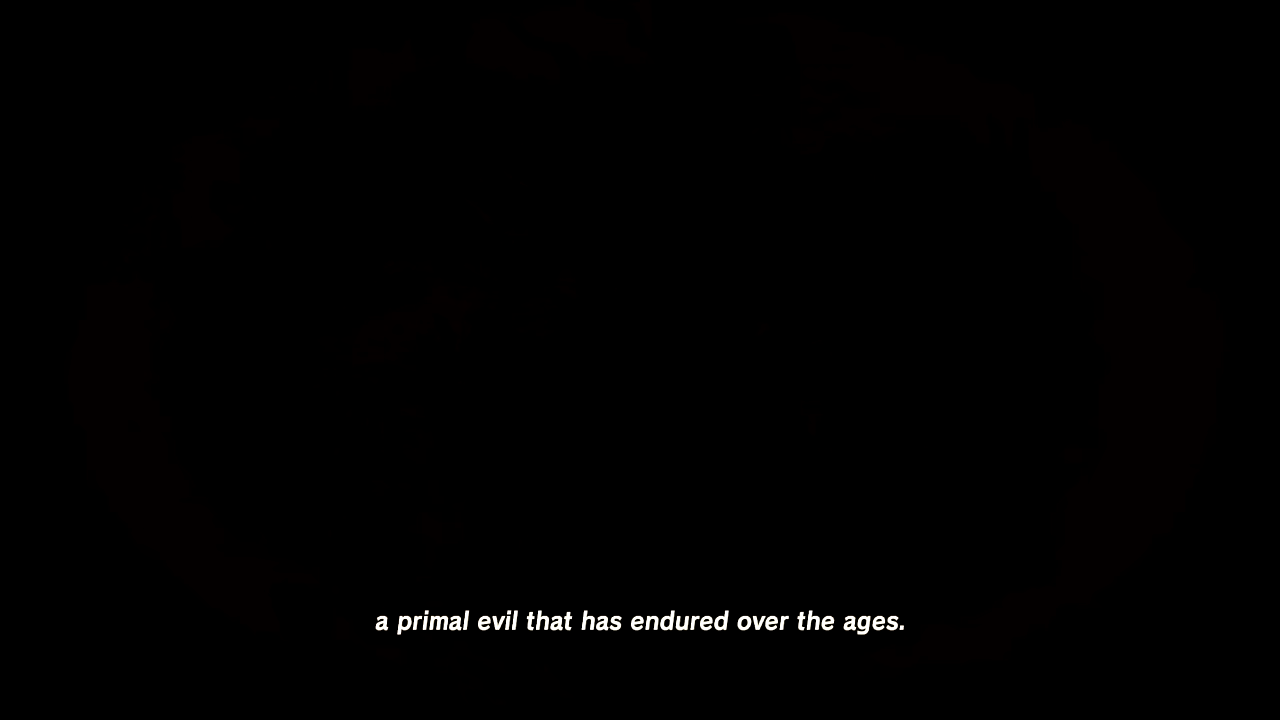 a primal evil that has endured over the ages.